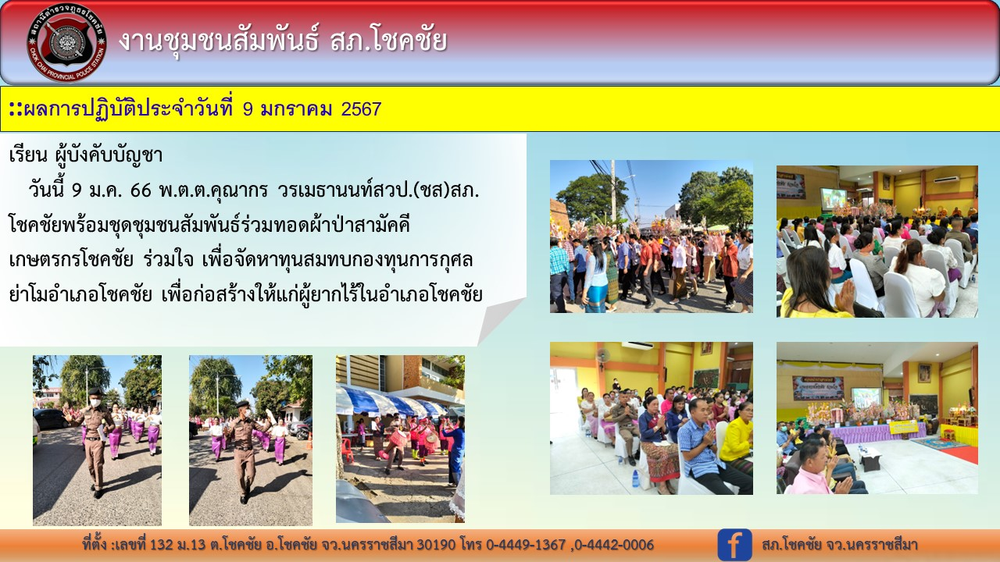 สถานีตำรวจภูธรโชคชัย
CHOK CHAI PROVINCIAL POLICE STATION
งานชุมชนสัมพันธ์ สภ.โชคชัย
::ผลการปฏิบัติประจำวันที่ 9 มกราคม 2567
เรียน ผู้บังคับบัญชา
วันนี้ 9 ม.ค. 66 พ.ต.ต.คุณากร วรเมธานนท์สวป.(ชส)สภ.
โชคชัยพร้อมชุดชุมชนสัมพันธ์ร่วมทอดผ้าป่าสามัคคี
เกษตรกรโชคชัย ร่วมใจ เพื่อจัดหาทุนสมทบกองทุนการกุศล
ย่าโมอำเภอโชคชัย เพื่อก่อสร้างให้แก่ผู้ยากไร้ในอำเภอโชคชัย
ที่ตั้ง :เลขที่ 132 ม.13 ต.โชคชัย อ.โชคชัย จว.นครราชสีมา 30190 โทร 0-4449-1367 ,0-4442-0006
f สภ.โชคชัย จว.นครราชสีมา